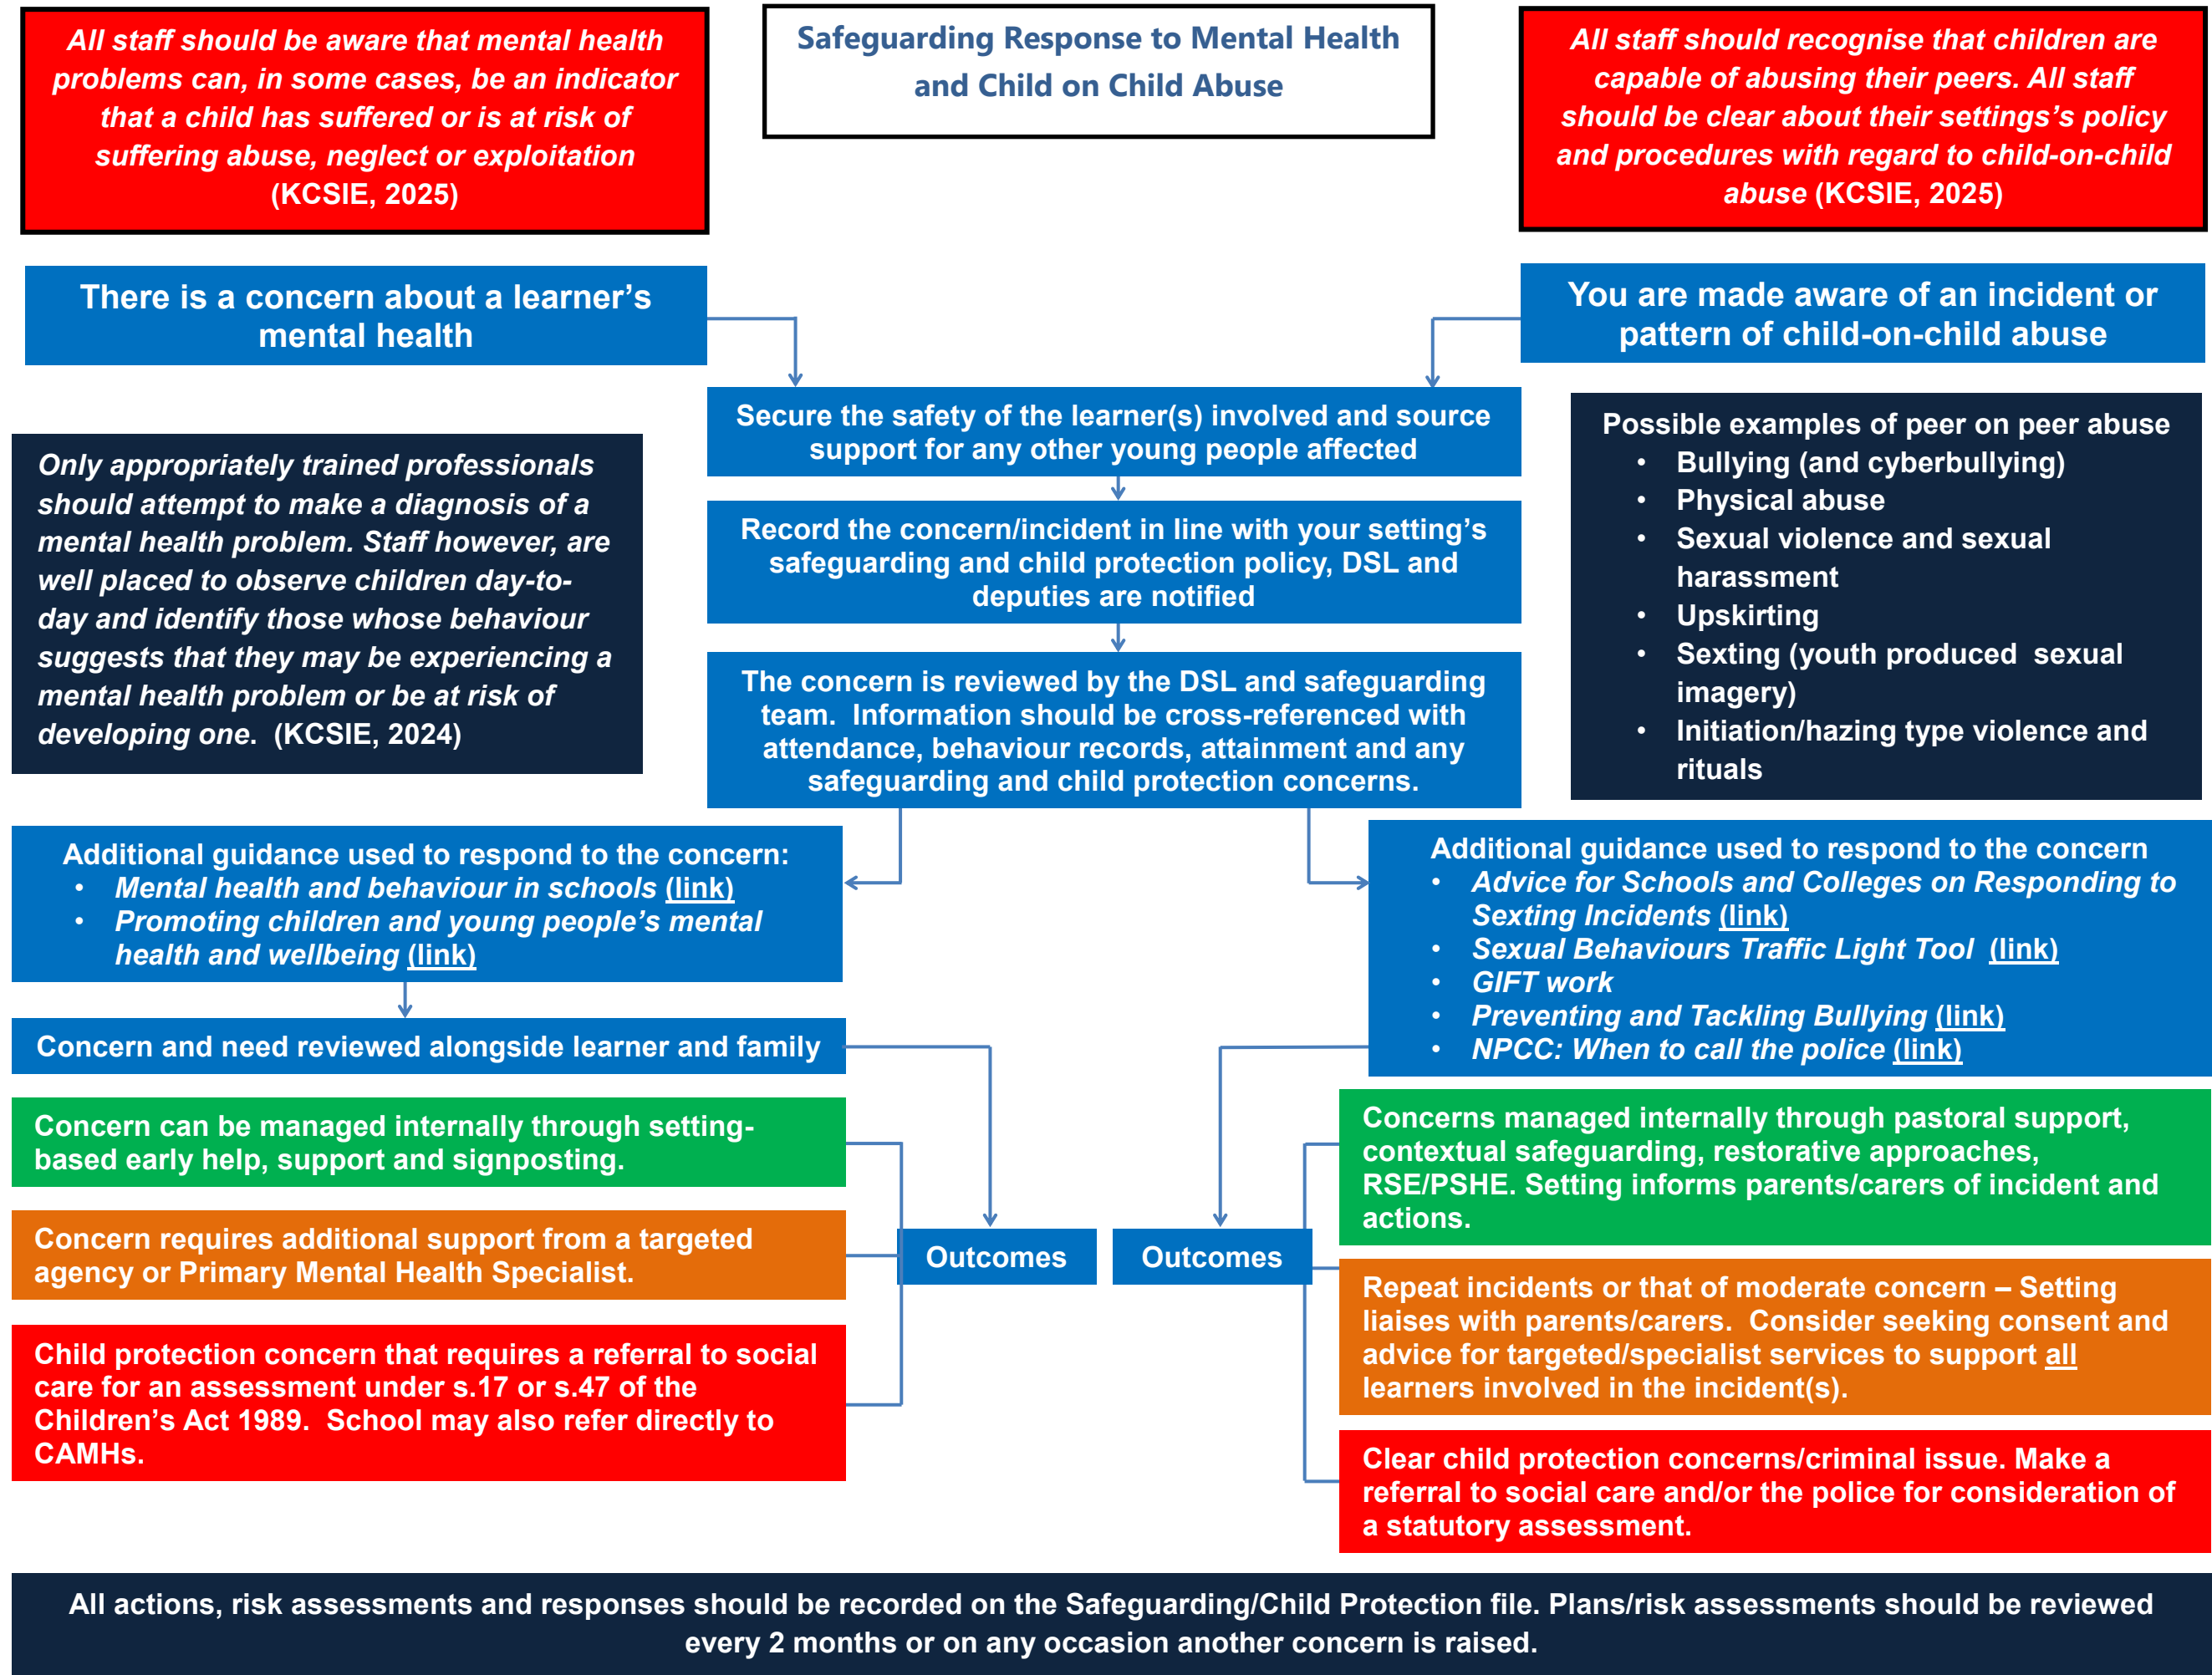 All staff should be aware that mental health
problems can, in some cases, be an indicator
that a child has suffered or is at risk of
suffering abuse, neglect or exploitation
(KCSIE, 2025)
Safeguarding Response to Mental Health
and Child on Child Abuse
All staff should recognise that children are
capable of abusing their peers. All staff
should be clear about their settings's policy
and procedures with regard to child-on-child
abuse (KCSIE, 2025)
There is a concern about a learner's
mental health
You are made aware of an incident or
pattern of child-on-child abuse
Secure the safety of the learner(s) involved and source
support for any other young people affected
Only appropriately trained professionals
should attempt to make a diagnosis of a
mental health problem. Staff however, are
well placed to observe children day-to-
day and identify those whose behaviour
suggests that they may be experiencing a
mental health problem or be at risk of
developing one. (KCSIE, 2024)
Record the concern/incident in line with your setting's
safeguarding and child protection policy, DSL and
deputies are notified
Possible examples of peer on peer abuse
• Bullying (and cyberbullying)
• Physical abuse
• Sexual violence and sexual
harassment
• Upskirting
• Sexting (youth produced sexual
imagery)
• Initiation/hazing type violence and
rituals
The concern is reviewed by the DSL and safeguarding
team. Information should be cross-referenced with
attendance, behaviour records, attainment and any
safeguarding and child protection concerns.
Additional guidance used to respond to the concern:
• Mental health and behaviour in schools (link)
• Promoting children and young people's mental
health and wellbeing (link)
Additional guidance used to respond to the concern
• Advice for Schools and Colleges on Responding to
Sexting Incidents (link)
• Sexual Behaviours Traffic Light Tool (link)
• GIFT work
• Preventing and Tackling Bullying (link)
• NPCC: When to call the police (link)
Concern and need reviewed alongside learner and family
Concern can be managed internally through setting-
based early help, support and signposting.
Concern requires additional support from a targeted
agency or Primary Mental Health Specialist.
Child protection concern that requires a referral to social
care for an assessment under s.17 or s.47 of the
Children's Act 1989. School may also refer directly to
CAMHs.
Outcomes
Outcomes
Concerns managed internally through pastoral support,
contextual safeguarding, restorative approaches,
RSE/PSHE. Setting informs parents/carers of incident and
actions.
Repeat incidents or that of moderate concern – Setting
liaises with parents/carers. Consider seeking consent and
advice for targeted/specialist services to support all
learners involved in the incident(s).
Clear child protection concerns/criminal issue. Make a
referral to social care and/or the police for consideration of
a statutory assessment.
All actions, risk assessments and responses should be recorded on the Safeguarding/Child Protection file. Plans/risk assessments should be reviewed
every 2 months or on any occasion another concern is raised.